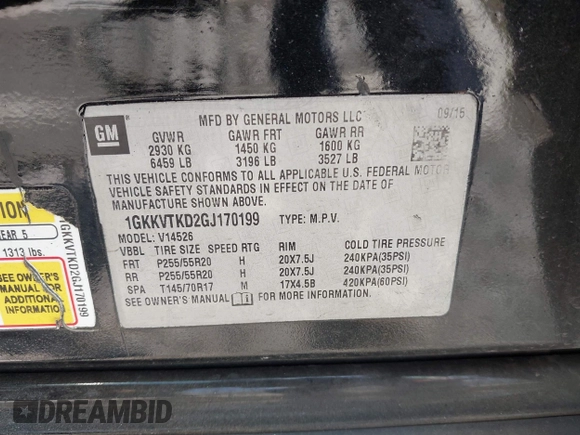 MFD BY GENERAL MOTORS LLC
09/15
GM
GVWR GAWR FRT GAWR RR
2930 KG 1450 KG 1600 KG
6459 LB 3196 LB 3527 LB
THIS VEHICLE CONFORMS TO ALL APPLICABLE U.S. FEDERAL MOTOR
VEHICLE SAFETY STANDARDS IN EFFECT ON THE DATE OF
MANUFACTURE SHOWN ABOVE.
1GKKVTKD2GJ170199 TYPE: M.P.V.
MODEL: V14526
VBBL TIRE SIZE SPEED RTG RIM COLD TIRE PRESSURE
FRT P255/55R20 H 20X7.5J 240KPA(35PSI)
RR P255/55R20 H 20X7.5J 240KPA(35PSI)
SPA T145/70R17 M 17X4.5B 420KPA(60PSI)
SEE OWNER'S MANUAL FOR MORE INFORMATION
REAR 5
1313 lbs.
SEE OWNER'S
MANUAL FOR
ADDITIONAL
INFORMATION
1GKKVTKD2GJ170199
DREAMBID